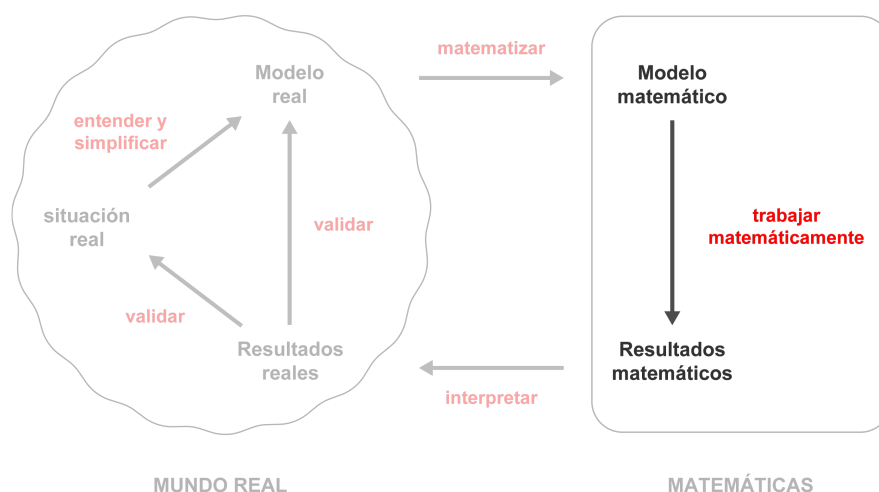 matematizar
Modelo
real
Modelo
matemático
entender y
simplificar
situación
real
validar
trabajar
matemáticamente
validar
Resultados
reales
Resultados
matemáticos
interpretar
MUNDO REAL
MATEMÁTICAS